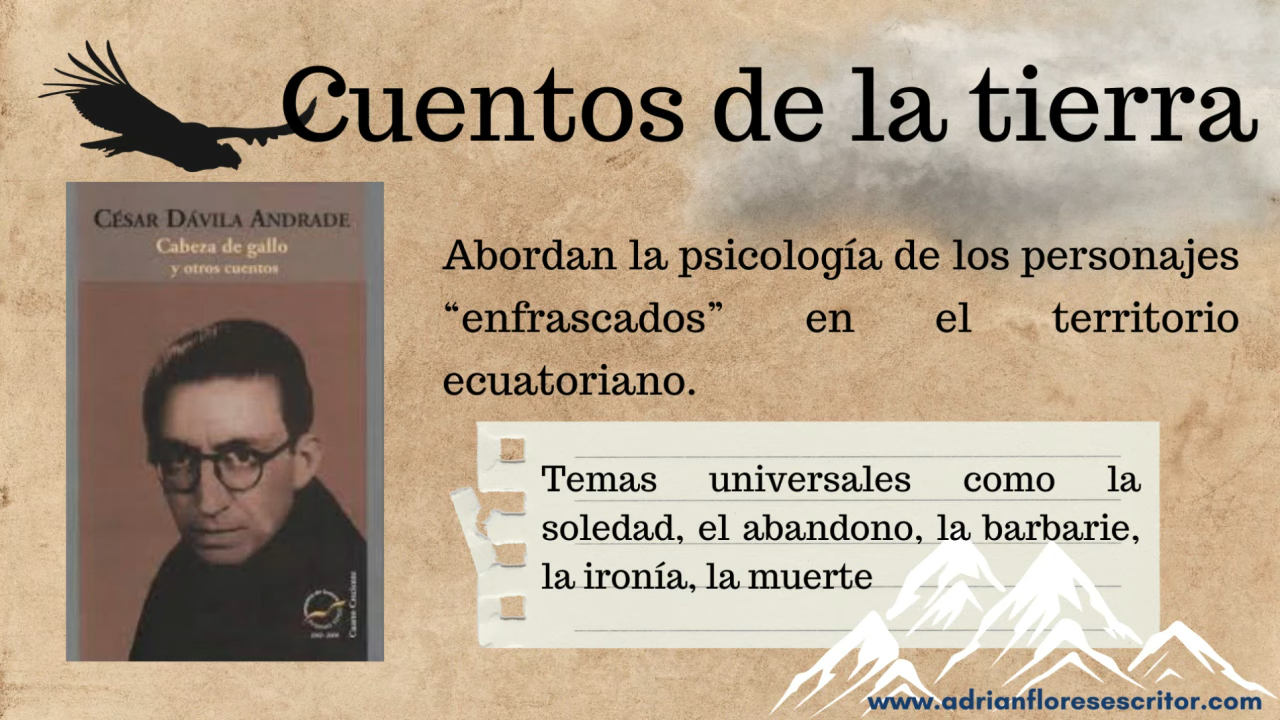 Cuentos de la tierra
CÉSAR DÁVILA ANDRADE
Cabeza de gallo
y otros cuentos
Abordan la psicología de los personajes
“enfrascados” en el territorio
ecuatoriano.
Temas universales como la
soledad, el abandono, la barbarie,
la ironía, la muerte
www.adrianfloresescritor.com